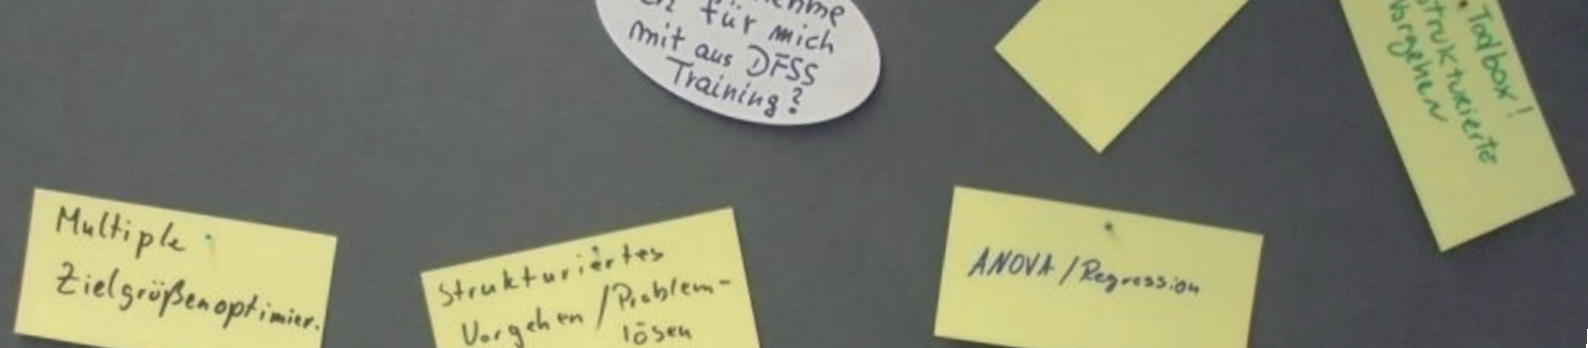 für mich
mit aus DFSS
Training?
Toolbox!
strukturierte
Vorgehen
Multiple
Zielgrößenoptimier.
Strukturiertes
Vorgehen / Problem-
lösen
ANOVA / Regression